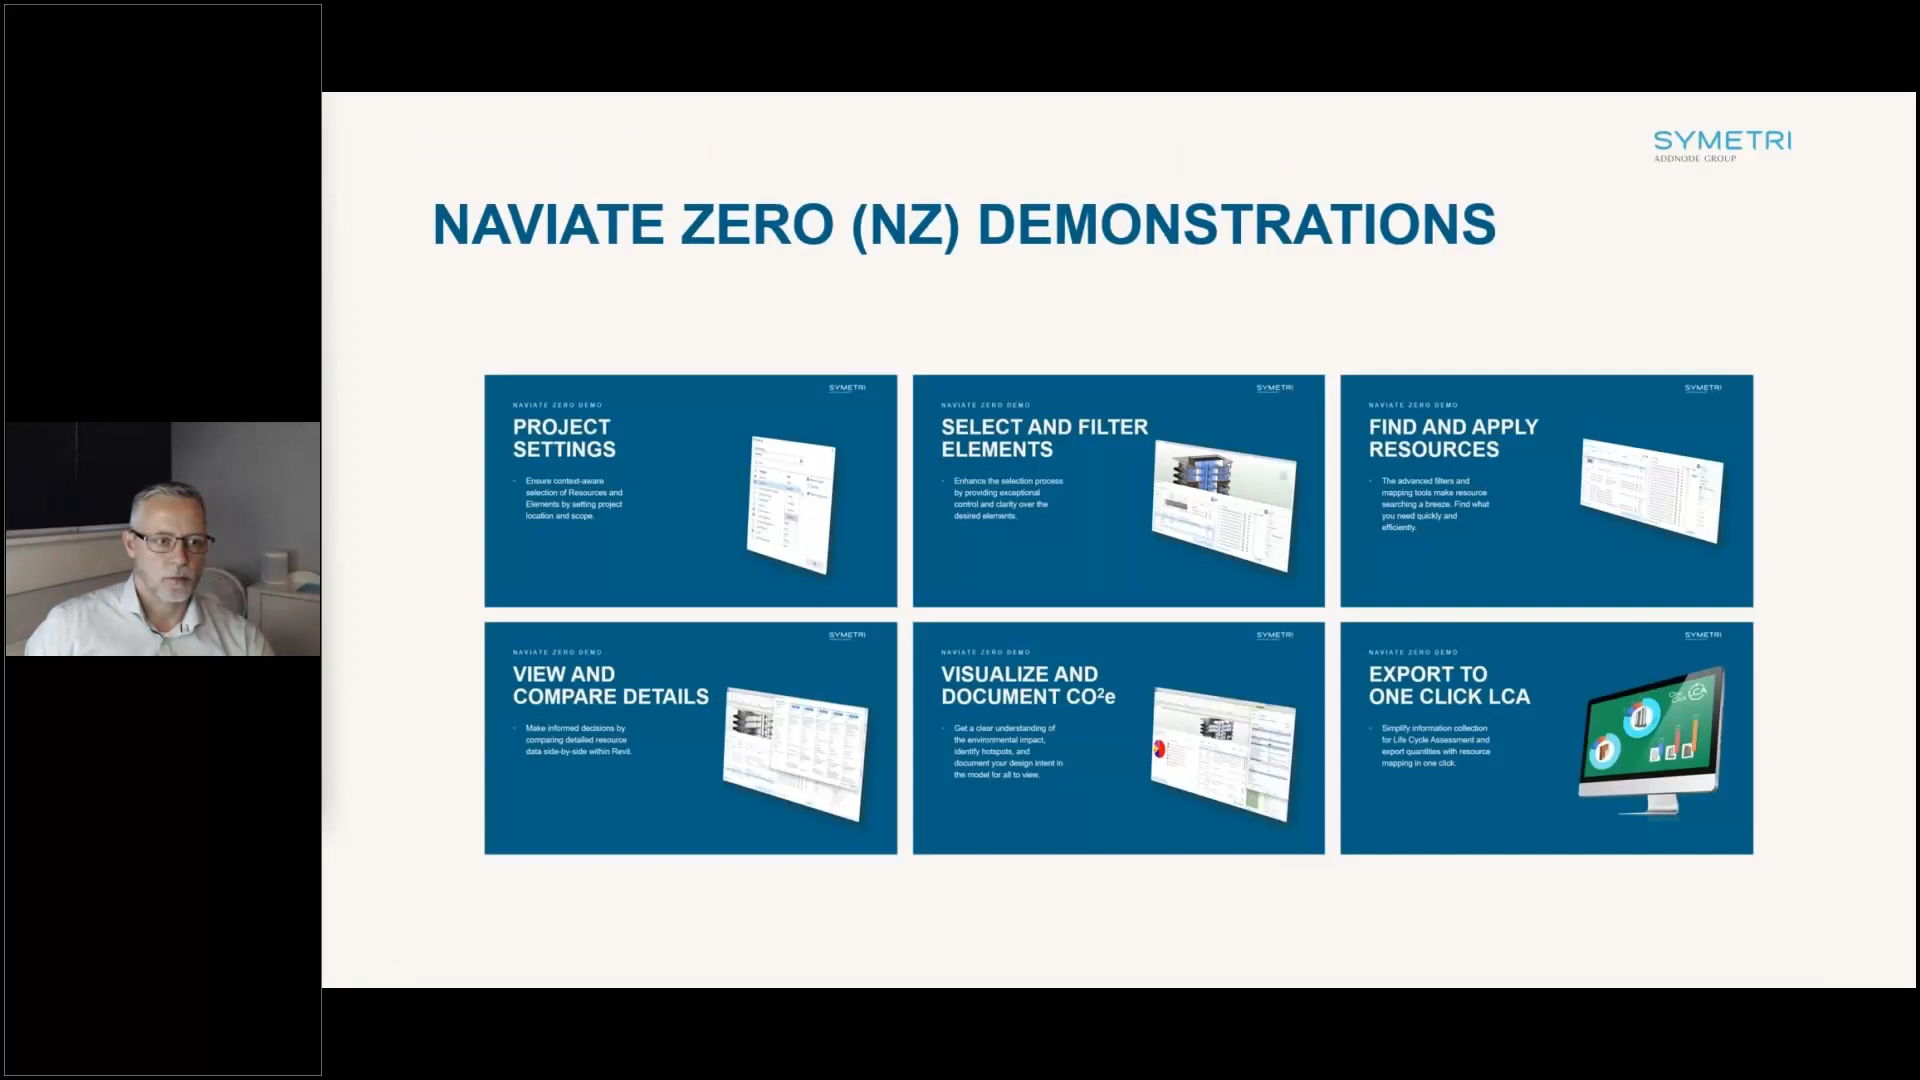 SYMETRI
ADDNODE GROUP
NAVIATE ZERO (NZ) DEMONSTRATIONS
SYMETRI
NAVIATE ZERO DEMO
PROJECT
SETTINGS
Ensure context-aware
selection of Resources and
Elements by setting project
location and scope.
SYMETRI
NAVIATE ZERO DEMO
SELECT AND FILTER
ELEMENTS
Enhance the selection process
by providing exceptional
control and clarity over the
desired elements.
SYMETRI
NAVIATE ZERO DEMO
FIND AND APPLY
RESOURCES
The advanced filters and
mapping tools make resource
searching a breeze. Find what
you need quickly and
efficiently.
SYMETRI
NAVIATE ZERO DEMO
VIEW AND
COMPARE DETAILS
Make informed decisions by
comparing detailed resource
data side-by-side within Revit.
SYMETRI
NAVIATE ZERO DEMO
VISUALIZE AND
DOCUMENT CO²e
Get a clear understanding of
the environmental impact,
identify hotspots, and
document your design intent in
the model for all to view.
SYMETRI
NAVIATE ZERO DEMO
EXPORT TO
ONE CLICK LCA
Simplify information collection
for Life Cycle Assessment and
export quantities with resource
mapping in one click.
One Click LCA